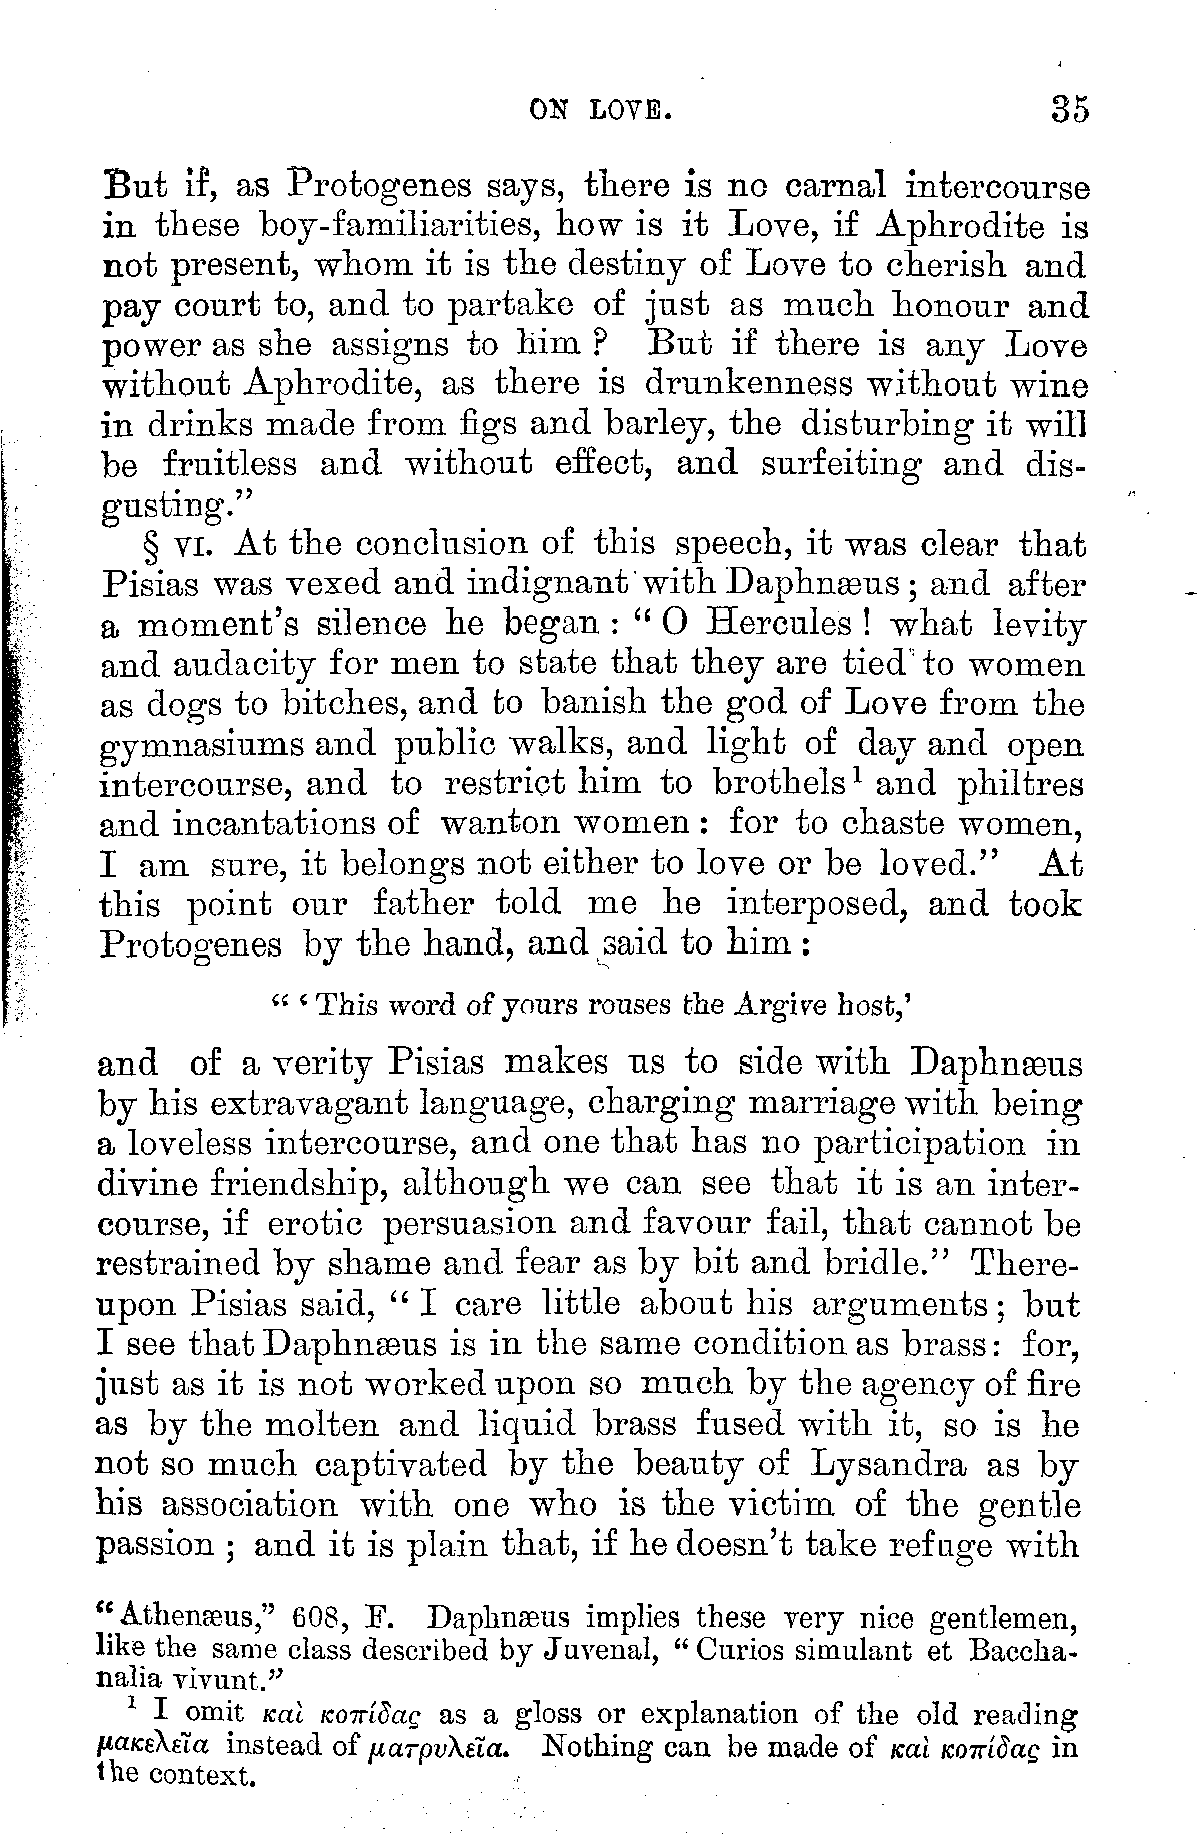 ON LOVE. 35
But if, as Protogenes says, there is no carnal intercourse
in these boy-familiarities, how is it Love, if Aphrodite is
not present, whom it is the destiny of Love to cherish and
pay court to, and to partake of just as much honour and
power as she assigns to him? But if there is any Love
without Aphrodite, as there is drunkenness without wine
in drinks made from figs and barley, the disturbing it will
be fruitless and without effect, and surfeiting and dis-
gusting."
§ VI. At the conclusion of this speech, it was clear that
Pisias was vexed and indignant with Daphnæus; and after
a moment's silence he began: "O Hercules! what levity
and audacity for men to state that they are tied to women
as dogs to bitches, and to banish the god of Love from the
gymnasiums and public walks, and light of day and open
intercourse, and to restrict him to brothels¹ and philtres
and incantations of wanton women: for to chaste women,
I am sure, it belongs not either to love or be loved." At
this point our father told me he interposed, and took
Protogenes by the hand, and said to him:
"'This word of yours rouses the Argive host,'
and of a verity Pisias makes us to side with Daphnæus
by his extravagant language, charging marriage with being
a loveless intercourse, and one that has no participation in
divine friendship, although we can see that it is an inter-
course, if erotic persuasion and favour fail, that cannot be
restrained by shame and fear as by bit and bridle." There-
upon Pisias said, "I care little about his arguments; but
I see that Daphnæus is in the same condition as brass: for,
just as it is not worked upon so much by the agency of fire
as by the molten and liquid brass fused with it, so is he
not so much captivated by the beauty of Lysandra as by
his association with one who is the victim of the gentle
passion; and it is plain that, if he doesn't take refuge with
"Athenæus," 608, F. Daphnæus implies these very nice gentlemen,
like the same class described by Juvenal, "Curios simulant et Baccha-
nalia vivunt."
¹ I omit καὶ κοπίδας as a gloss or explanation of the old reading
μακελεῖα instead of ματρυλεῖα. Nothing can be made of καὶ κοπίδας in
the context.